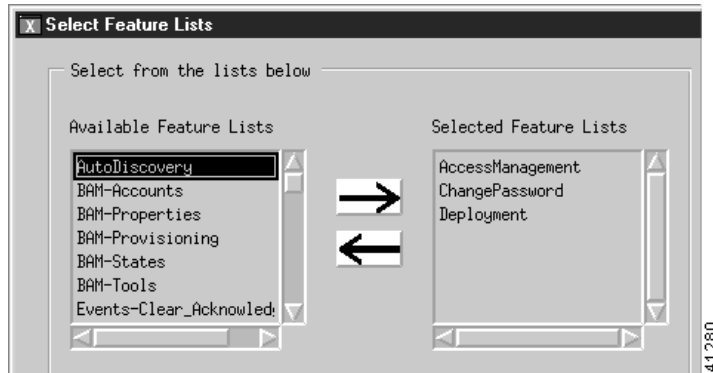 X Select Feature Lists
Select from the lists below
Available Feature Lists
AutoDiscovery
BAM-Accounts
BAM-Properties
BAM-Provisioning
BAM-States
BAM-Tools
Events-Clear_Acknowled
Selected Feature Lists
AccessManagement
ChangePassword
Deployment
41280